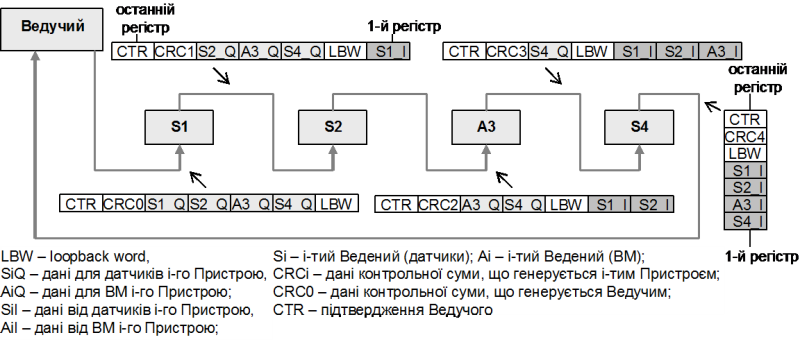 Ведучий
останній
регістр
1-й регістр
CTR CRC1 S2_Q A3_Q S4_Q LBW S1_I
CTR CRC3 S4_Q LBW S1_I S2_I A3_I
останній
регістр
S1
S2
A3
S4
CTR
CRC4
LBW
S1_I
S2_I
A3_I
S4_I
1-й регістр
CTR CRC0 S1_Q S2_Q A3_Q S4_Q LBW
CTR CRC2 A3_Q S4_Q LBW S1_I S2_I
LBW – loopback word,
SiQ – дані для датчиків і-го Пристрою,
AiQ – дані для ВМ і-го Пристрою;
SiI – дані від датчиків і-го Пристрою,
AiI – дані від ВМ і-го Пристрою;
Si – і-тий Ведений (датчики); Ai – і-тий Ведений (ВМ);
CRCi – дані контрольної суми, що генерується і-тим Пристроєм;
CRC0 – дані контрольної суми, що генерується Ведучим;
CTR – підтвердження Ведучого